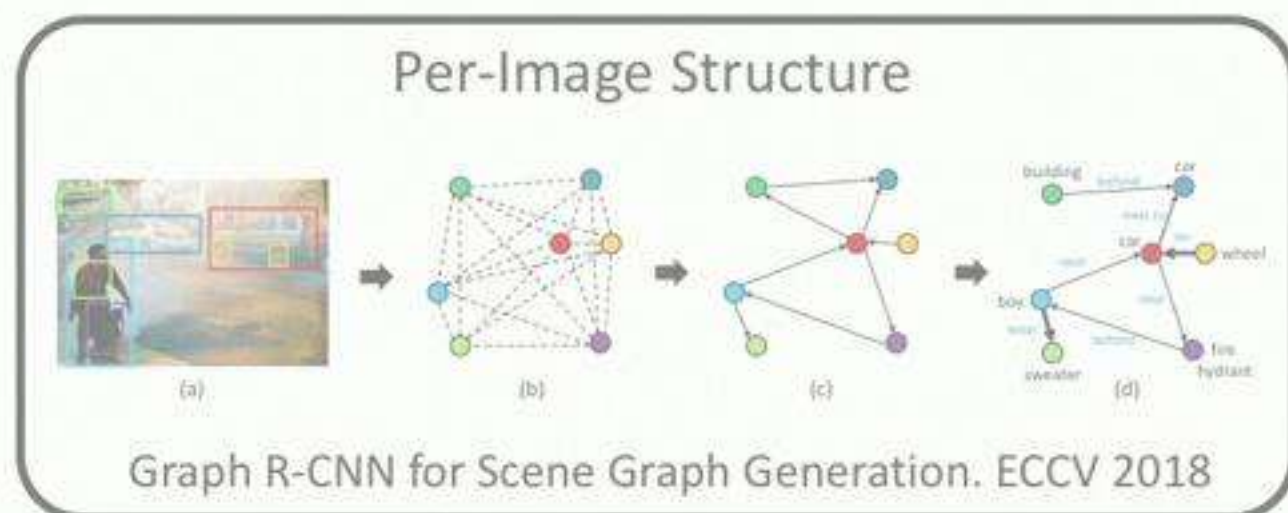 Per-Image Structure
building
car
behind
next to
car
wheel
near
near
boy
wear
behind
fire
hydrant
sweater
(a)
(b)
(c)
(d)
Graph R-CNN for Scene Graph Generation. ECCV 2018